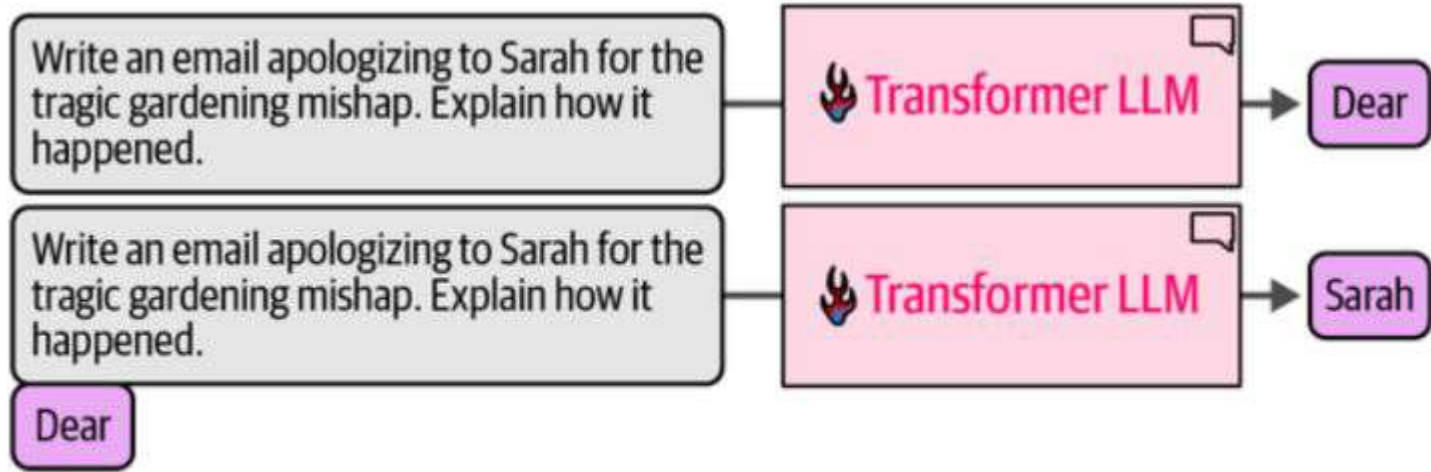 Write an email apologizing to Sarah for the
tragic gardening mishap. Explain how it
happened.
Transformer LLM
Dear
Write an email apologizing to Sarah for the
tragic gardening mishap. Explain how it
happened.
Dear
Transformer LLM
Sarah